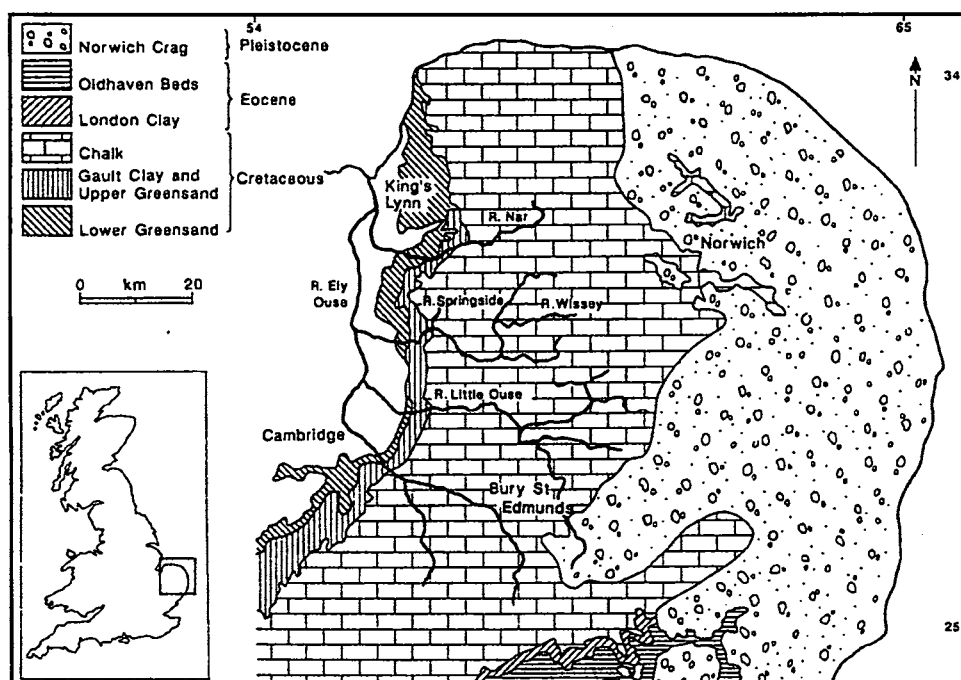 54
65
34
25
Norwich Crag
Pleistocene
Oldhaven Beds
Eocene
London Clay
Chalk
Cretaceous
Gault Clay and
Upper Greensand
Lower Greensand
0 km 20
N
King's
Lynn
R. Nar
Norwich
R. Ely
Ouse
R. Springside
R. Wissey
R. Little Ouse
Cambridge
Bury St
Edmunds